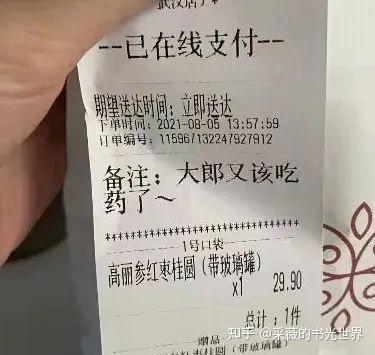 武汉店
--已在线支付--
期望送达时间：立即送达
下单时间：2021-08-05 13:57:59
订单编号：115967132247927912
备注：大郎又该吃
药了～
1号口袋
高丽参红枣桂圆（带玻璃罐）
x1 29.90
总计：1件
赠品
知乎 @采薇的书光世界